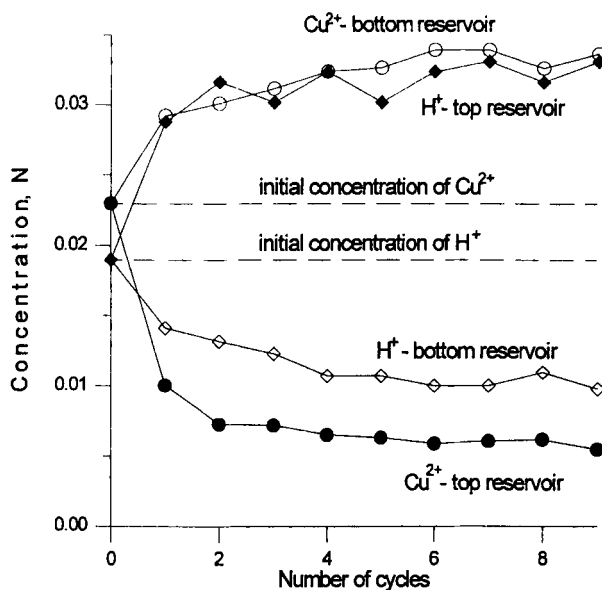 Cu²⁺- bottom reservoir
H⁺- top reservoir
initial concentration of Cu²⁺
initial concentration of H⁺
H⁺- bottom reservoir
Cu²⁺- top reservoir
Concentration, N
0.03
0.02
0.01
0.00
0 2 4 6 8
Number of cycles